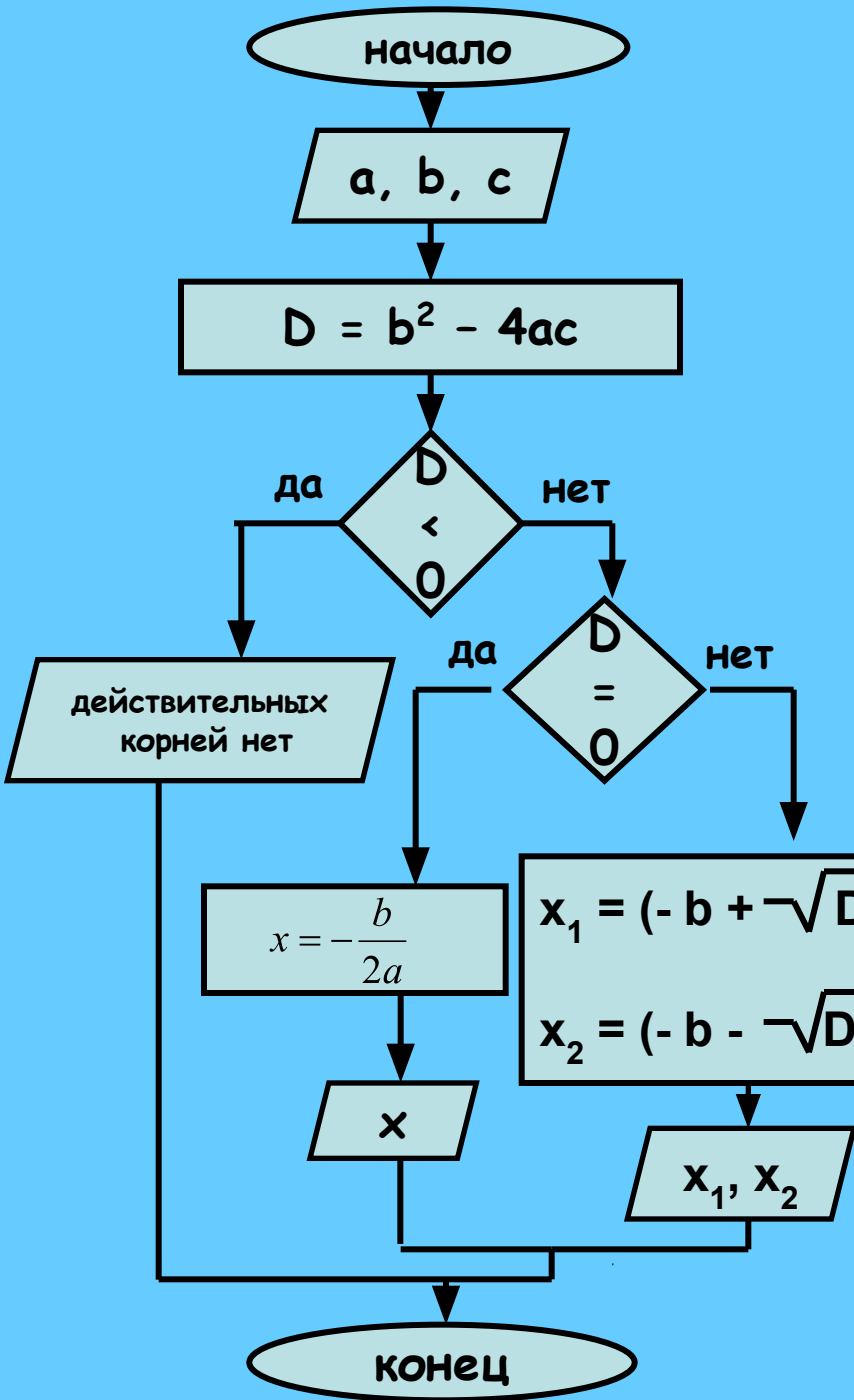 начало
a, b, c
D = b² - 4ac
D
<
0
да
нет
D
=
0
да
нет
действительных
корней нет
x = - b/2a
x₁ = (- b + √D
x₂ = (- b - √D
x
x₁, x₂
конец